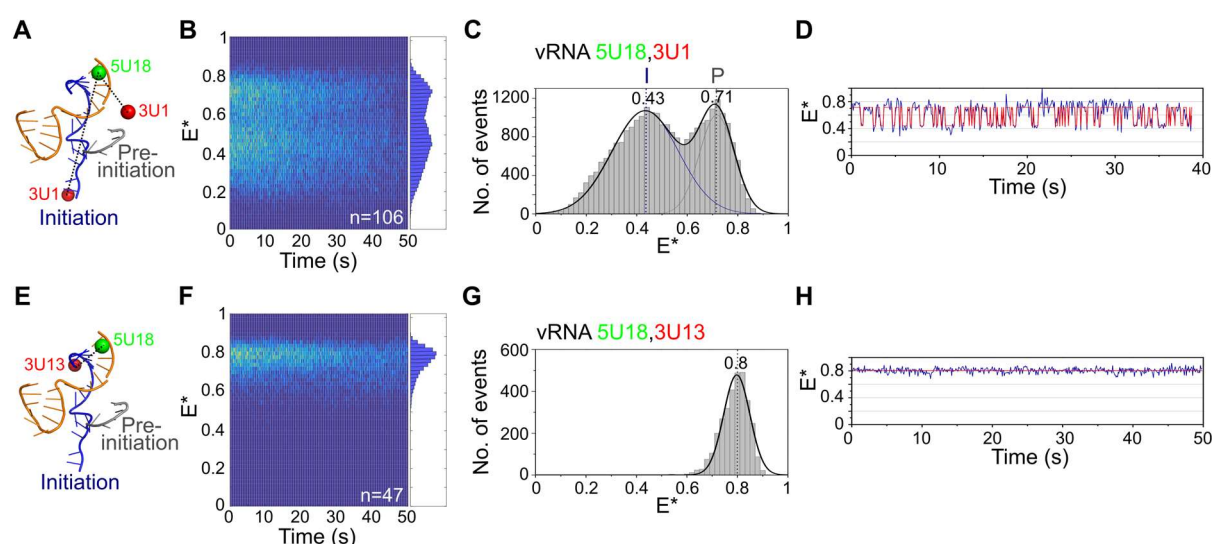 A
5U18
3U1
Pre-
initiation
3U1
Initiation
B
E*
1
0.8
0.6
0.4
0.2
0
0 10 20 30 40 50
n=106
Time (s)
C
vRNA 5U18,3U1
I P
0.43 0.71
No. of events
1200
900
600
300
0
0 0.2 0.4 0.6 0.8 1
E*
D
E*
0.8
0.4
0
0 10 20 30 40
Time (s)
E
5U18
3U13
Pre-
initiation
Initiation
F
E*
1
0.8
0.6
0.4
0.2
0
0 10 20 30 40 50
n=47
Time (s)
G
vRNA 5U18,3U13
0.8
No. of events
600
400
200
0
0 0.2 0.4 0.6 0.8 1
E*
H
E*
0.8
0.4
0
0 10 20 30 40 50
Time (s)